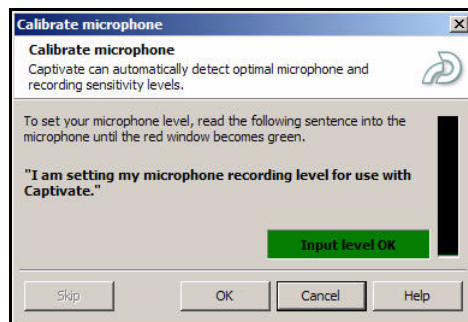 Calibrate microphone
Calibrate microphone
Captivate can automatically detect optimal microphone and
recording sensitivity levels.
To set your microphone level, read the following sentence into the
microphone until the red window becomes green.
"I am setting my microphone recording level for use with
Captivate."
Input level OK
Skip OK Cancel Help